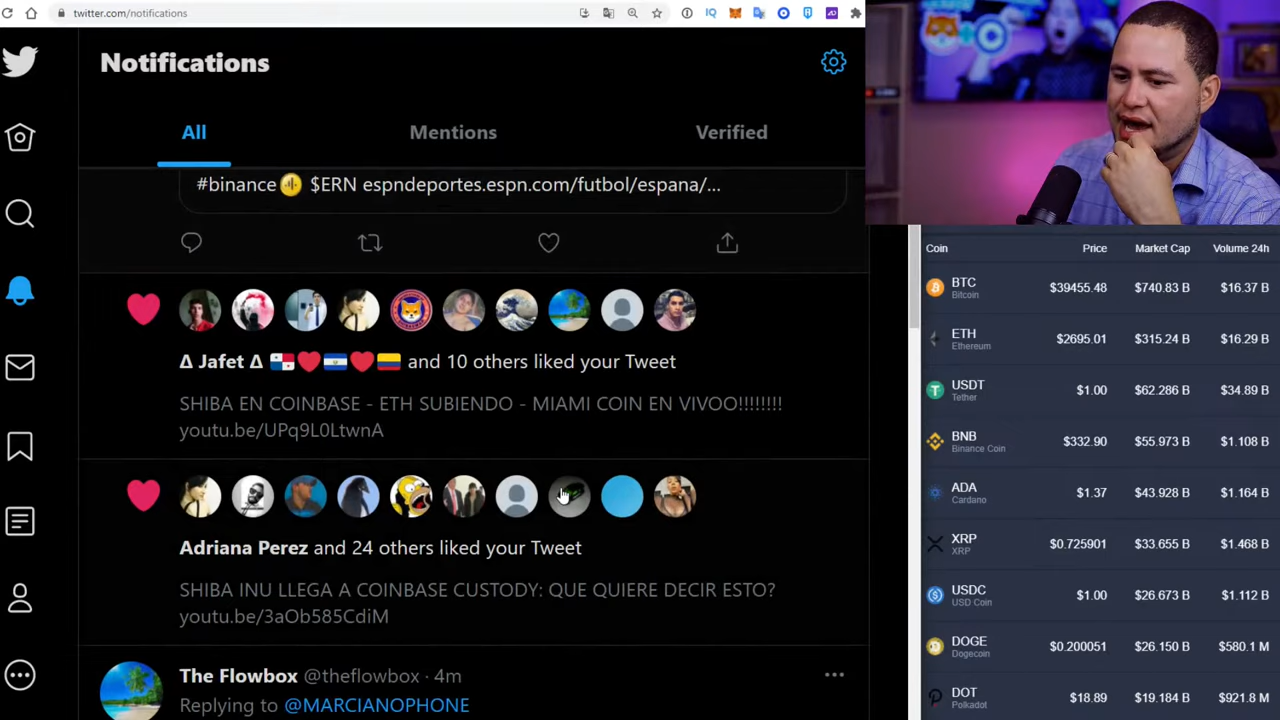 twitter.com/notifications
Notifications
All Mentions Verified
#binance $ERN espndeportes.espn.com/futbol/espana/...
Δ Jafet Δ and 10 others liked your Tweet
SHIBA EN COINBASE - ETH SUBIENDO - MIAMI COIN EN VIVOO!!!!!!!!
youtu.be/UPq9L0LtwnA
Adriana Perez and 24 others liked your Tweet
SHIBA INU LLEGA A COINBASE CUSTODY: QUE QUIERE DECIR ESTO?
youtu.be/3aOb585CdiM
The Flowbox @theflowbox · 4m
Replying to @MARCIANOPHONE
Coin Price Market Cap Volume 24h
BTC
Bitcoin
$39455.48 $740.83 B $16.37 B
ETH
Ethereum
$2695.01 $315.24 B $16.29 B
USDT
Tether
$1.00 $62.286 B $34.89 B
BNB
Binance Coin
$332.90 $55.973 B $1.108 B
ADA
Cardano
$1.37 $43.928 B $1.164 B
XRP
XRP
$0.725901 $33.655 B $1.468 B
USDC
USD Coin
$1.00 $26.673 B $1.112 B
DOGE
Dogecoin
$0.200051 $26.150 B $580.1 M
DOT
Polkadot
$18.89 $19.184 B $921.8 M